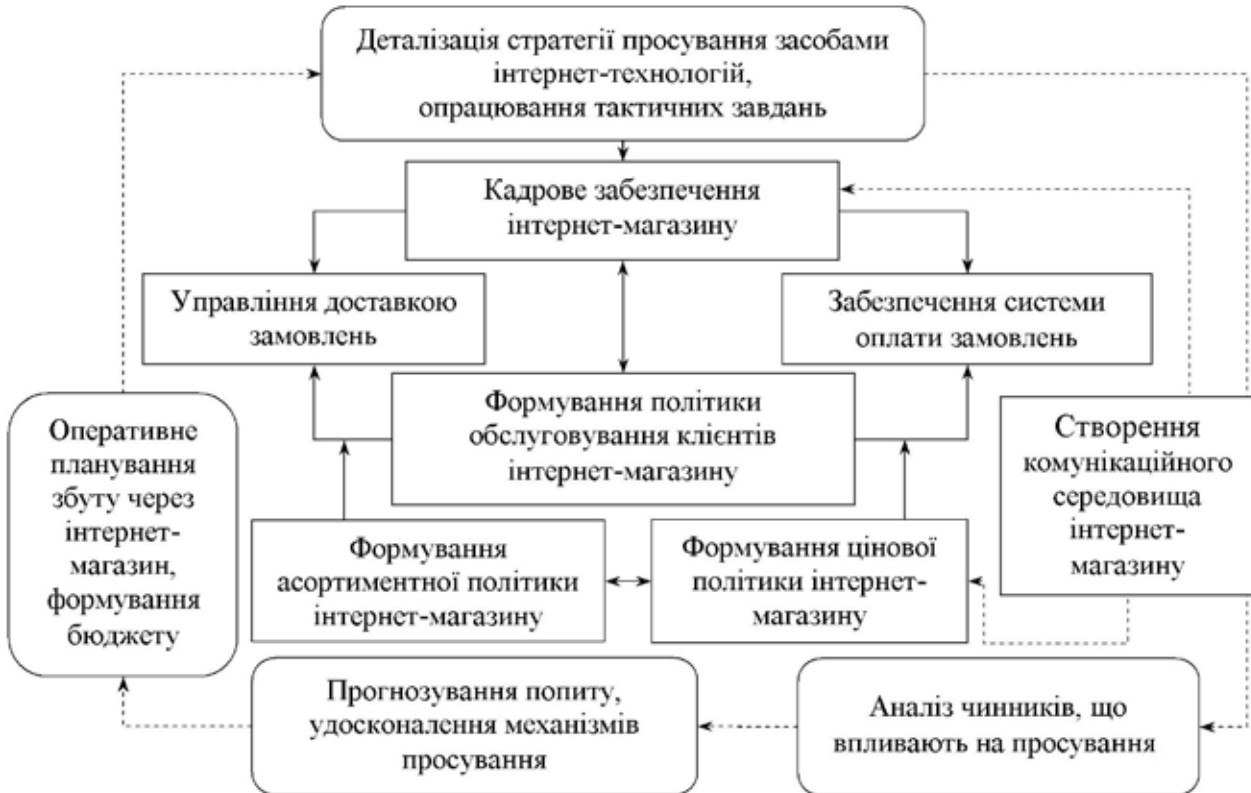 Деталізація стратегії просування засобами
інтернет-технологій,
опрацювання тактичних завдань
Кадрове забезпечення
інтернет-магазину
Управління доставкою
замовлень
Забезпечення системи
оплати замовлень
Формування політики
обслуговування клієнтів
інтернет-магазину
Оперативне
планування
збуту через
інтернет-
магазин,
формування
бюджету
Створення
комунікаційного
середовища
інтернет-
магазину
Формування
асортиментної політики
інтернет-магазину
Формування цінової
політики інтернет-
магазину
Прогнозування попиту,
удосконалення механізмів
просування
Аналіз чинників, що
впливають на просування